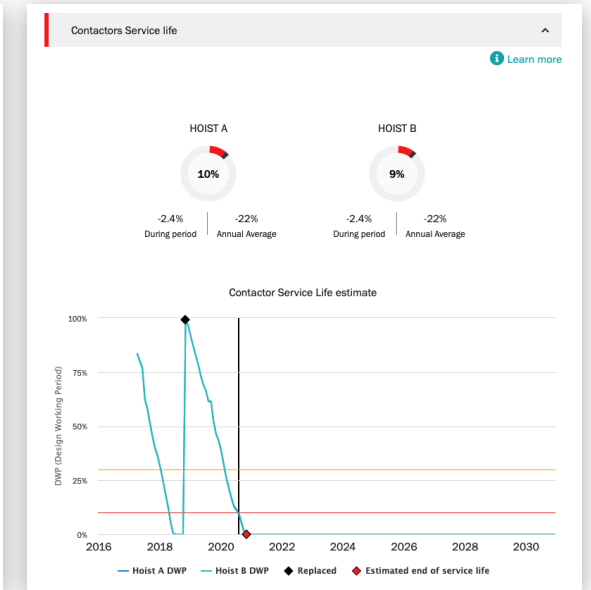 Contactors Service life
i Learn more
HOIST A
HOIST B
10%
9%
-2.4%
-22%
-2.4%
-22%
During period
Annual Average
During period
Annual Average
Contactor Service Life estimate
100%
75%
50%
25%
0%
DWP (Design Working Period)
2016 2018 2020 2022 2024 2026 2028 2030
Hoist A DWP Hoist B DWP Replaced Estimated end of service life